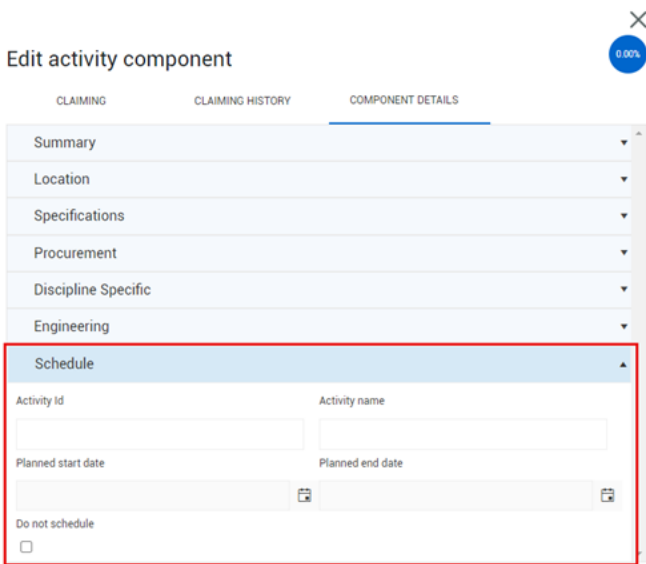 Edit activity component
0.00%
CLAIMING CLAIMING HISTORY COMPONENT DETAILS
Summary
Location
Specifications
Procurement
Discipline Specific
Engineering
Schedule
Activity Id Activity name
Planned start date Planned end date
Do not schedule